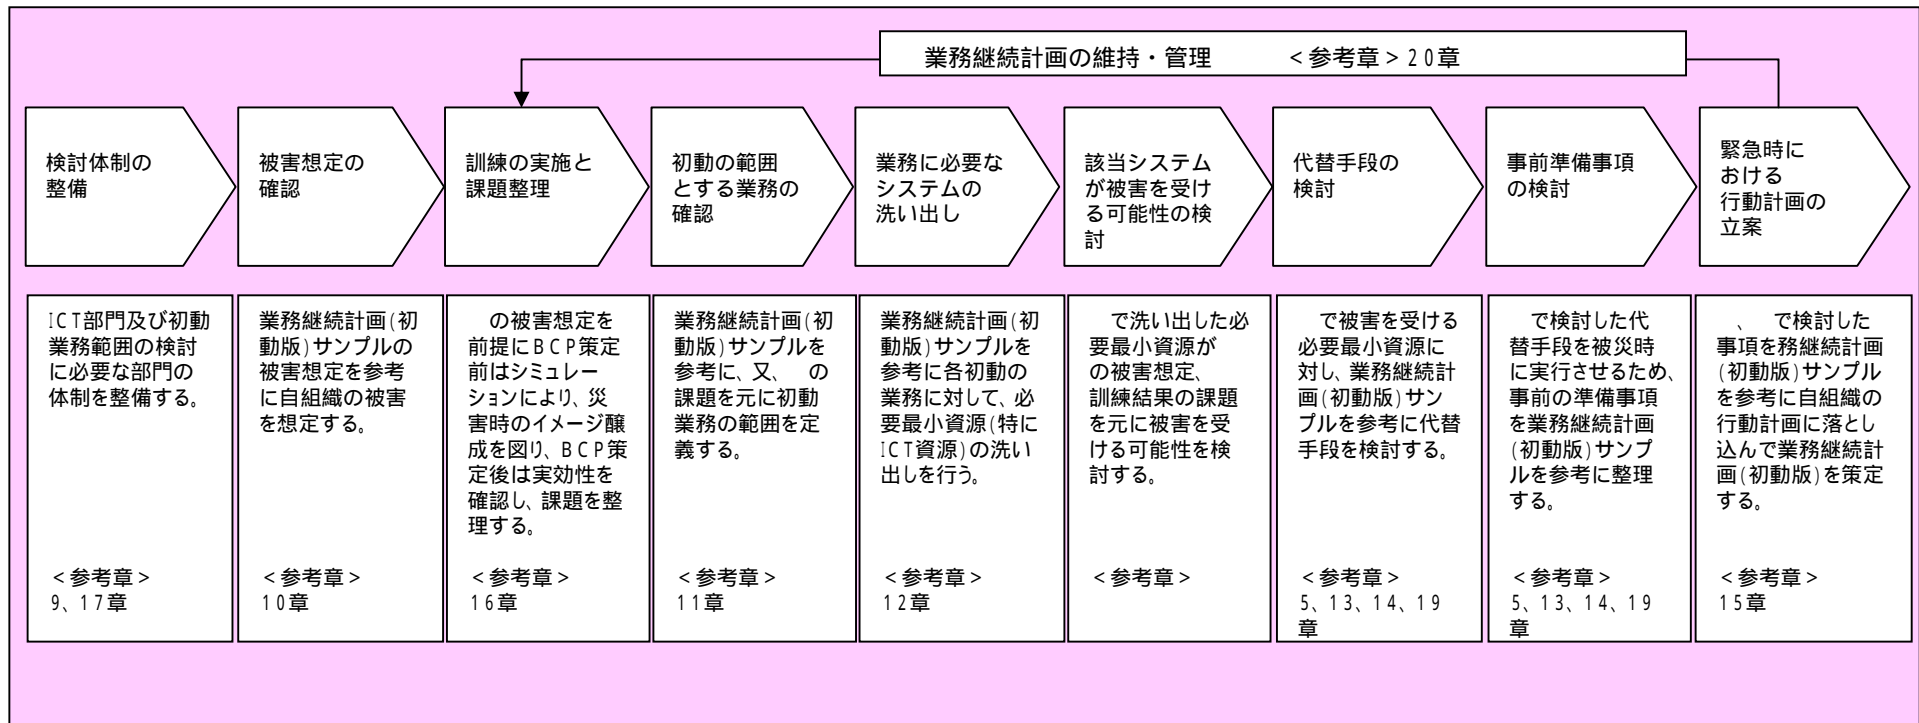 業務継続計画の維持・管理　　　＜参考章＞20章
検討体制の
整備
被害想定の
確認
訓練の実施と
課題整理
初動の範囲
とする業務の
確認
業務に必要な
システムの
洗い出し
該当システム
が被害を受け
る可能性の検
討
代替手段の
検討
事前準備事項
の検討
緊急時に
おける
行動計画の
立案
ICT部門及び初動
業務範囲の検討
に必要な部門の
体制を整備する。
＜参考章＞
9、17章
業務継続計画(初
動版)サンプルの
被害想定を参考
に自組織の被害
を想定する。
＜参考章＞
10章
の被害想定を
前提にBCP策定
前はシミュレー
ションにより、災
害時のイメージ醸
成を図り、BCP策
定後は実効性を
確認し、課題を整
理する。
＜参考章＞
16章
業務継続計画(初
動版)サンプルを
参考に、又、　の
課題を元に初動
業務の範囲を定
義する。
＜参考章＞
11章
業務継続計画(初
動版)サンプルを
参考に各初動の
業務に対して、必
要最小資源(特に
ICT資源)の洗い
出しを行う。
＜参考章＞
12章
で洗い出した必
要最小資源が
の被害想定、
訓練結果の課題
を元に被害を受
ける可能性を検
討する。
＜参考章＞
で被害を受ける
必要最小資源に
対し、業務継続計
画(初動版)サン
プルを参考に代替
手段を検討する。
＜参考章＞
5、13、14、19
章
で検討した代
替手段を被災時
に実行させるため、
事前の準備事項
を業務継続計画
(初動版)サンプ
ルを参考に整理
する。
＜参考章＞
5、13、14、19
章
、　で検討した
事項を務継続計画
(初動版)サンプル
を参考に自組織の
行動計画に落とし
込んで業務継続計
画(初動版)を策定
する。
＜参考章＞
15章